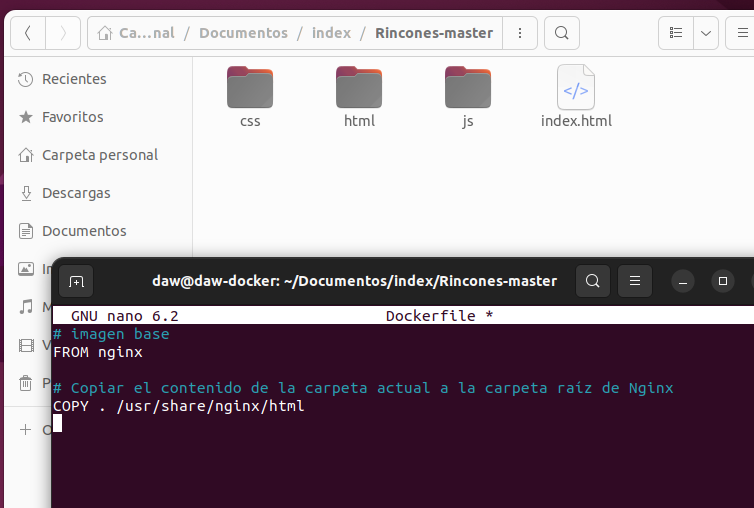 Ca...nal / Documentos / index / Rincones-master
Recientes
Favoritos
Carpeta personal
Descargas
Documentos
css
html
js
index.html
daw@daw-docker: ~/Documentos/index/Rincones-master
GNU nano 6.2 Dockerfile *
# imagen base
FROM nginx
# Copiar el contenido de la carpeta actual a la carpeta raíz de Nginx
COPY . /usr/share/nginx/html